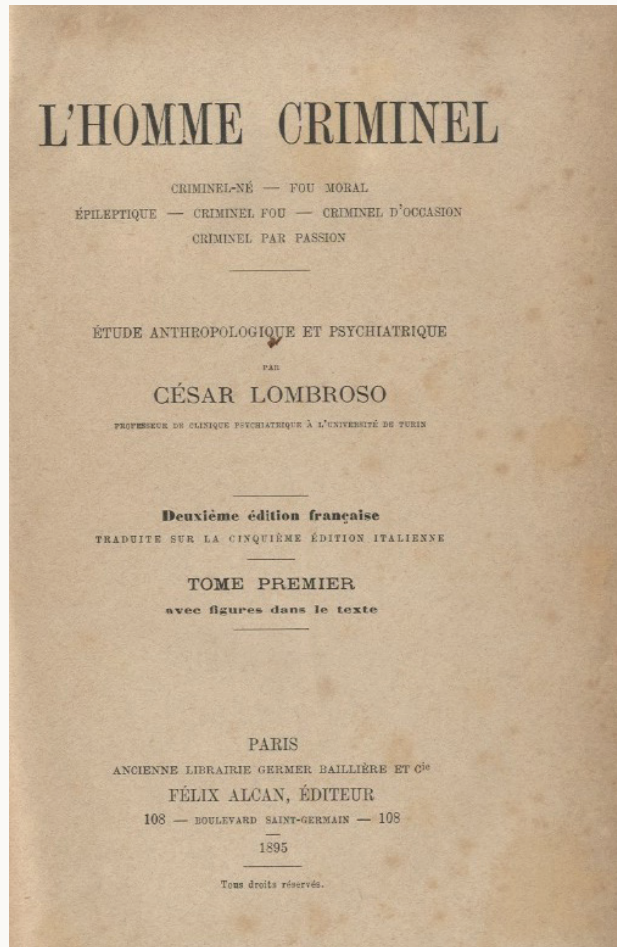 L'HOMME CRIMINEL
CRIMINEL-NÉ — FOU MORAL
ÉPILEPTIQUE — CRIMINEL FOU — CRIMINEL D'OCCASION
CRIMINEL PAR PASSION
ÉTUDE ANTHROPOLOGIQUE ET PSYCHIATRIQUE
PAR
CÉSAR LOMBROSO
PROFESSEUR DE CLINIQUE PSYCHIATRIQUE À L'UNIVERSITÉ DE TURIN
Deuxième édition française
TRADUITE SUR LA CINQUIÈME ÉDITION ITALIENNE
TOME PREMIER
avec figures dans le texte
PARIS
ANCIENNE LIBRAIRIE GERMER BAILLIÈRE ET Cie
FÉLIX ALCAN, ÉDITEUR
108 — BOULEVARD SAINT-GERMAIN — 108
1895
Tous droits réservés.